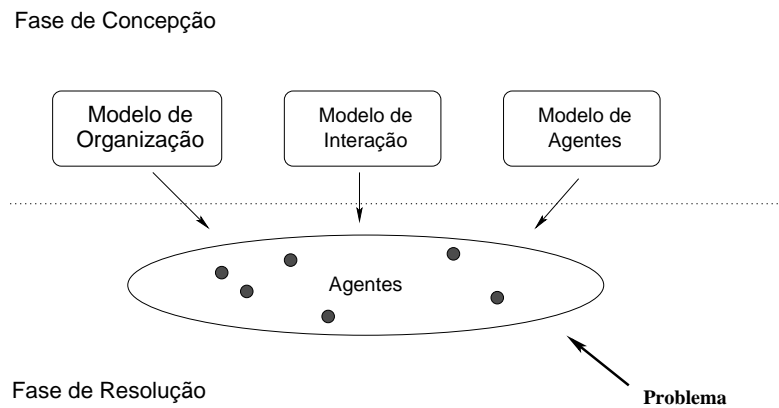 Fase de Concepção
Modelo de
Organização
Modelo de
Interação
Modelo de
Agentes
Agentes
Fase de Resolução
Problema